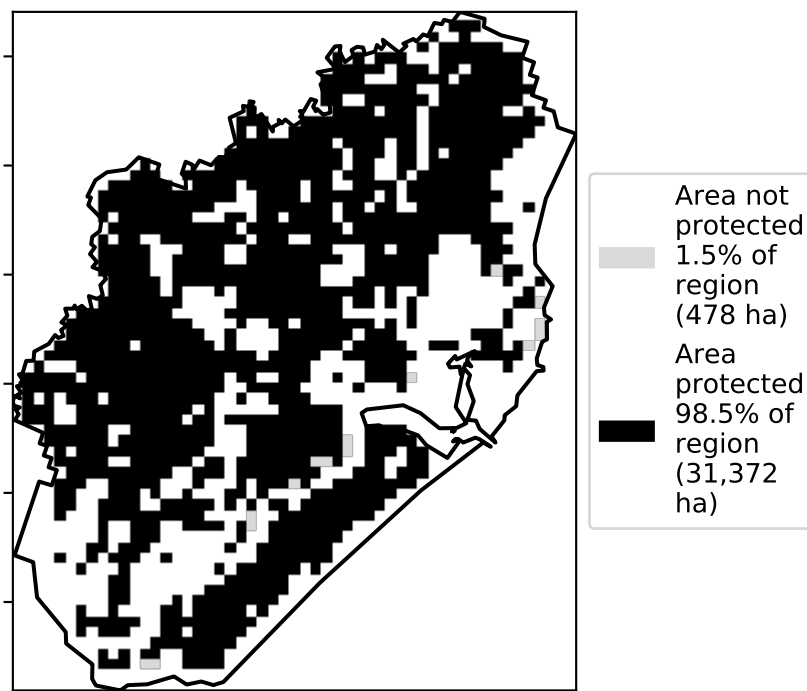 Area not
protected
1.5% of
region
(478 ha)
Area
protected
98.5% of
region
(31,372
ha)